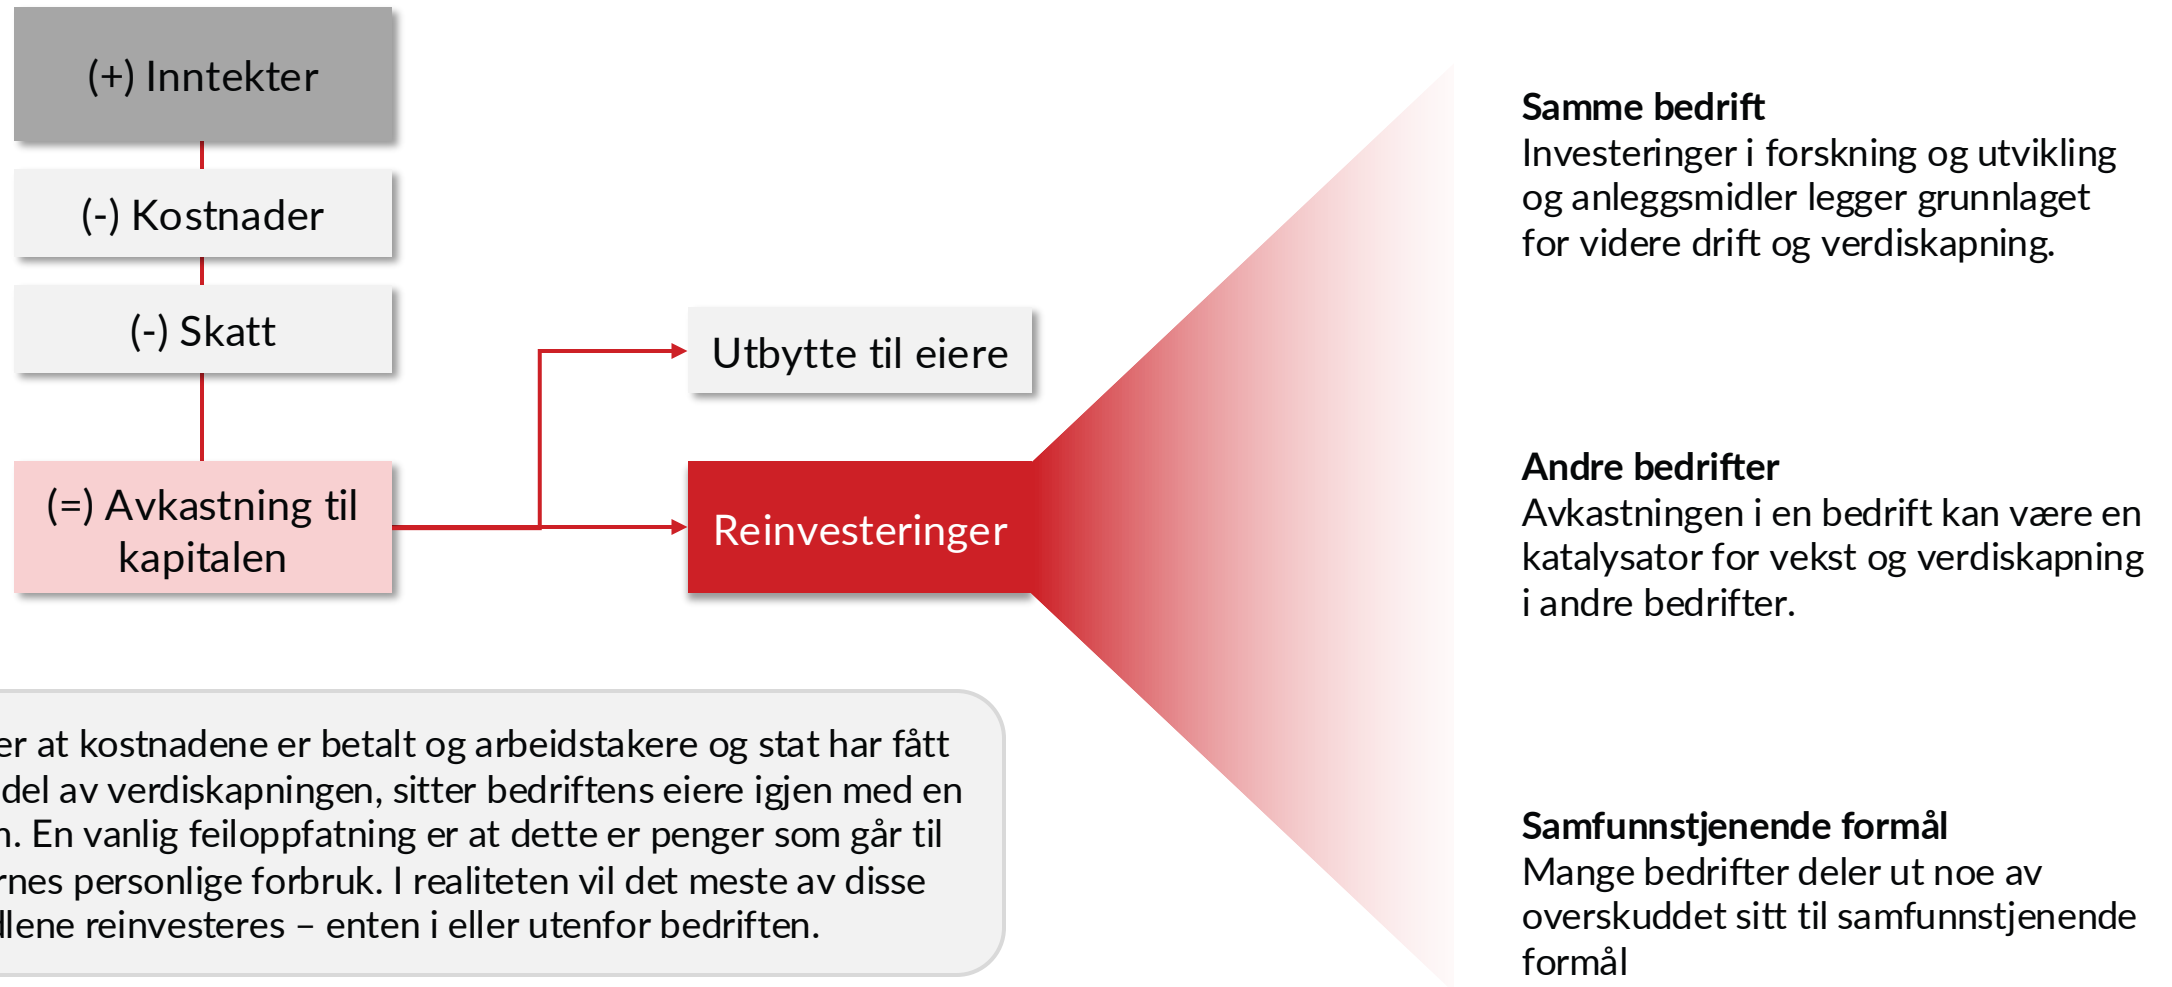 (+) Inntekter
(-) Kostnader
(-) Skatt
(=) Avkastning til
kapitalen
Utbytte til eiere
Reinvesteringer
Samme bedrift
Investeringer i forskning og utvikling
og anleggsmidler legger grunnlaget
for videre drift og verdiskapning.
Andre bedrifter
Avkastningen i en bedrift kan være en
katalysator for vekst og verdiskapning
i andre bedrifter.
Samfunnstjenende formål
Mange bedrifter deler ut noe av
overskuddet sitt til samfunnstjenende
formål
er at kostnadene er betalt og arbeidstakere og stat har fått
del av verdiskapningen, sitter bedriftens eiere igjen med en
. En vanlig feiloppfatning er at dette er penger som går til
rnes personlige forbruk. I realiteten vil det meste av disse
dlene reinvesteres – enten i eller utenfor bedriften.